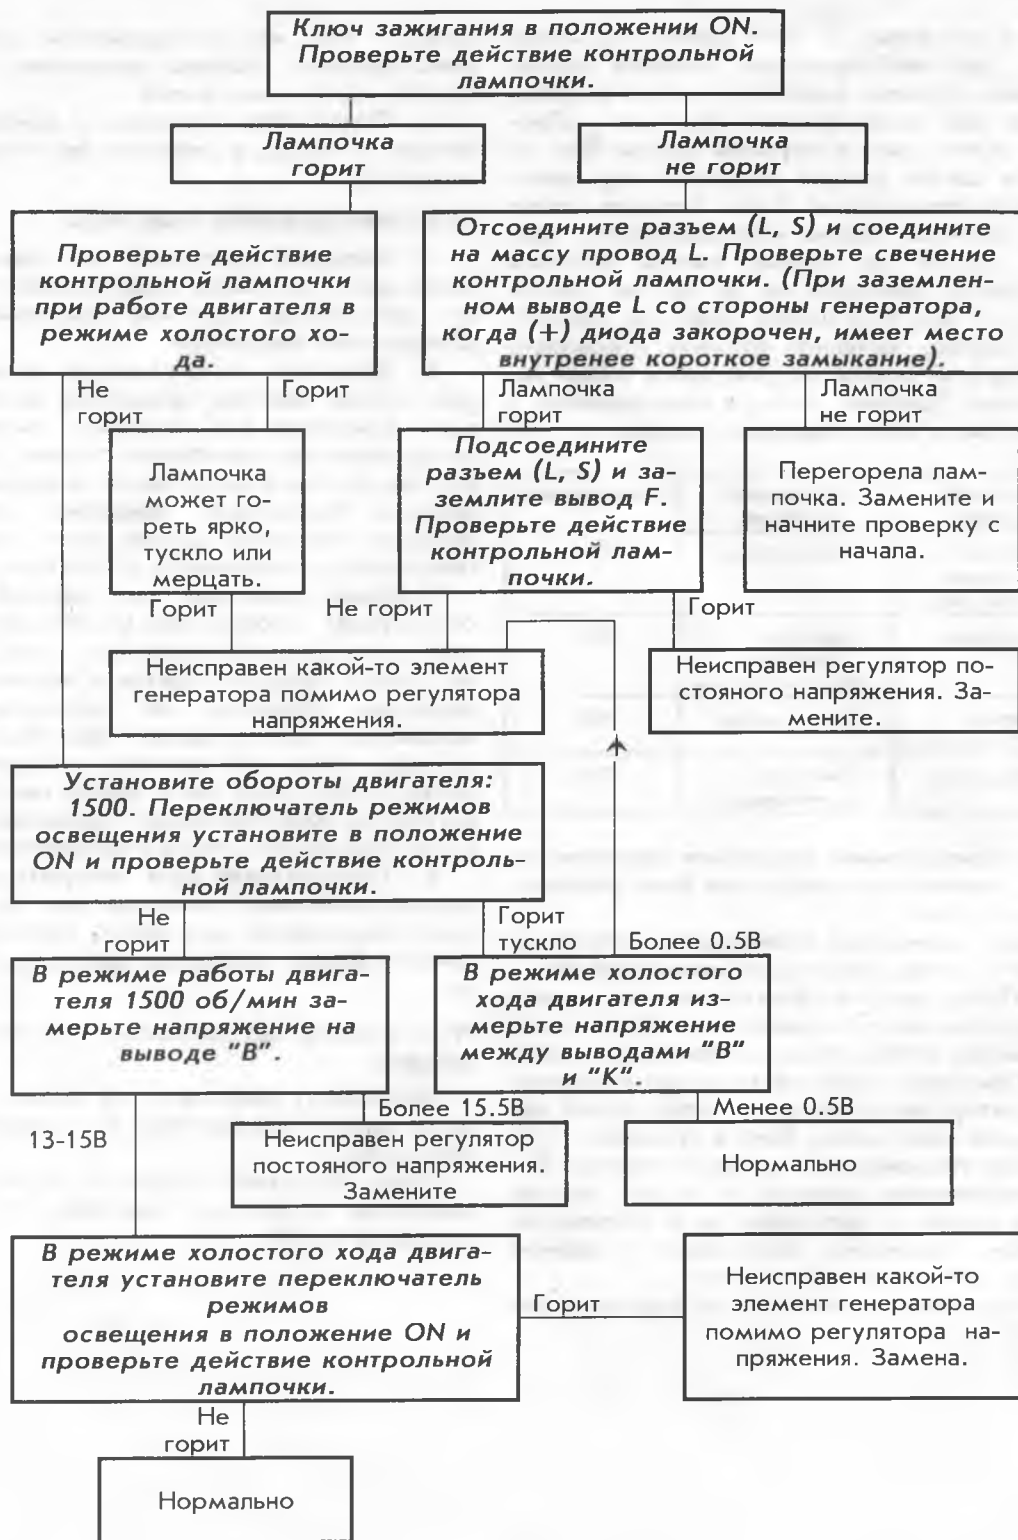 Ключ зажигания в положении ON.
Проверьте действие контрольной
лампочки.
Лампочка
горит
Лампочка
не горит
Проверьте действие
контрольной лампочки
при работе двигателя в
режиме холостого хо-
да.
Отсоедините разъем (L, S) и соедините
на массу провод L. Проверьте свечение
контрольной лампочки. (При заземлен-
ном выводе L со стороны генератора,
когда (+) диода закорочен, имеет место
внутренее короткое замыкание).
Не
горит
Горит
Лампочка
горит
Лампочка
не горит
Лампочка
может го-
реть ярко,
тускло или
мерцать.
Подсоедините
разъем (L, S) и за-
землите вывод F.
Проверьте действие
контрольной лам-
почки.
Перегорела лам-
почка. Замените и
начните проверку с
начала.
Горит
Не горит
Горит
Неисправен какой-то элемент
генератора помимо регулятора
напряжения.
Неисправен регулятор по-
стояного напряжения. За-
мените.
Установите обороты двигателя:
1500. Переключатель режимов
освещения установите в положение
ON и проверьте действие контроль-
ной лампочки.
Не
горит
Горит
тускло
Более 0.5В
В режиме работы двига-
теля 1500 об/мин за-
мерьте напряжение на
выводе "В".
В режиме холостого
хода двигателя из-
мерьте напряжение
между выводами "В"
и "К".
13-15В
Более 15.5В
Менее 0.5В
Неисправен регулятор
постояного напряжения.
Замените
Нормально
В режиме холостого хода двига-
теля установите переключатель
режимов
освещения в положение ON и
проверьте действие контрольной
лампочки.
Горит
Неисправен какой-то
элемент генератора
помимо регулятора на-
пряжения. Замена.
Не
горит
Нормально